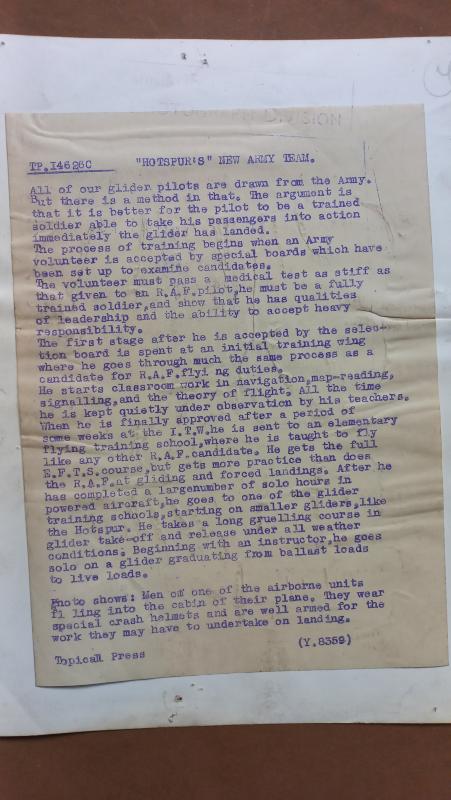 DIVISION
TP.I4626C "HOTSPUR'S" NEW ARMY TEAM.
All of our glider pilots are drawn from the Army.
But there is a method in that. The argument is
that it is better for the pilot to be a trained
soldier able to take his passengers into action
immediately the glider has landed.
The process of training begins when an Army
volunteer is accepted by special boards which have
been set up to examine candidates.
The volunteer must pass a medical test as stiff as
that given to an R.A.F.pilot,he must be a fully
trained soldier,and show that he has qualities
of leadership and the ability to accept heavy
responsibility.
The first stage after he is accepted by the selec-
tion board is spent at an initial training wing
where he goes through much the same process as a
candidate for R.A.F.flyi ng duties.
He starts classroom work in navigation,map-reading,
signalling,and the theory of flight. All the time
he is kept quietly under observation by his teachers.
When he is finally approved after a period of
some weeks at the I.T.W,he is sent to an elementary
flying training school,where he is taught to fly
like any other R.A.F.candidate. He gets the full
E.F.T.S.course,but gets more practice than does
the R.A.F.at gliding and forced landings. After he
has completed a largenumber of solo hours in
powered aircraft,he goes to one of the glider
training schools,starting on smaller gliders,like
the Hotspur. He takes a long gruelling course in
glider take-off and release under all weather
conditions. Beginning with an instructor,he goes
solo on a glider graduating from ballast loads
to live loads.
Photo shows: Men of one of the airborne units
fi ling into the cabin of their plane. They wear
special crash helmets and are well armed for the
work they may have to undertake on landing.
(Y.8359)
Topical Press